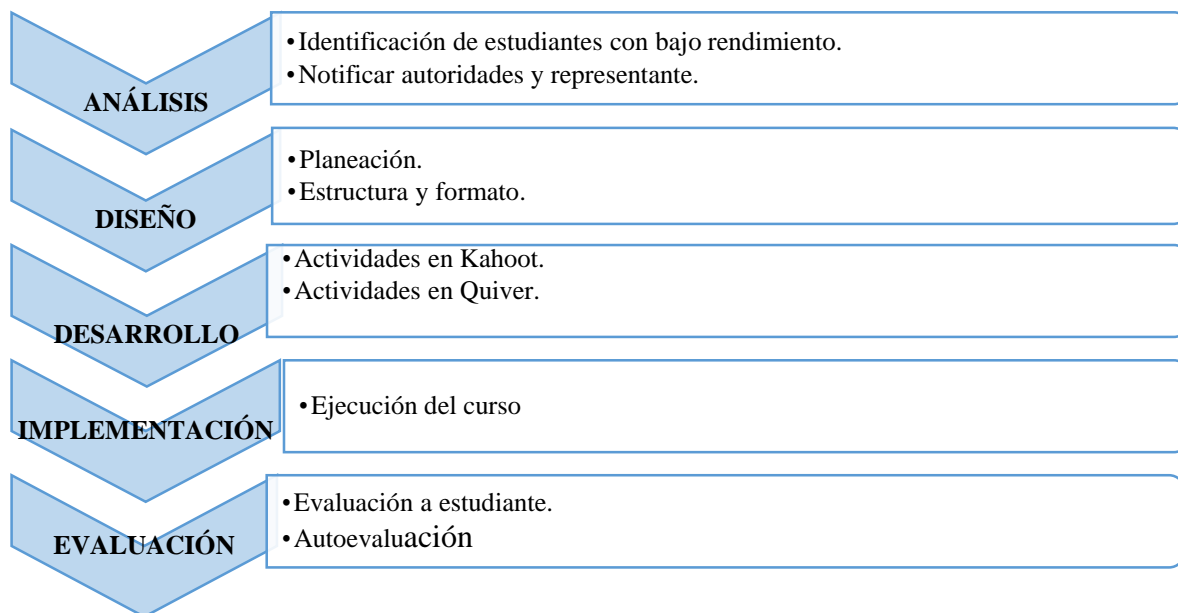 •Identificación de estudiantes con bajo rendimiento.
•Notificar autoridades y representante.
ANÁLISIS
•Planeación.
•Estructura y formato.
DISEÑO
•Actividades en Kahoot.
•Actividades en Quiver.
DESARROLLO
•Ejecución del curso
IMPLEMENTACIÓN
•Evaluación a estudiante.
•Autoevaluación
EVALUACIÓN